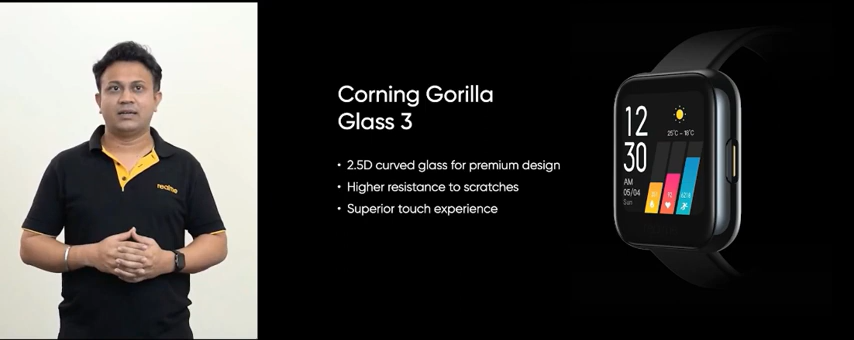 realme
Corning Gorilla
Glass 3
• 2.5D curved glass for premium design
• Higher resistance to scratches
• Superior touch experience
12
30
AM
05/04
Sun
25°C - 18°C